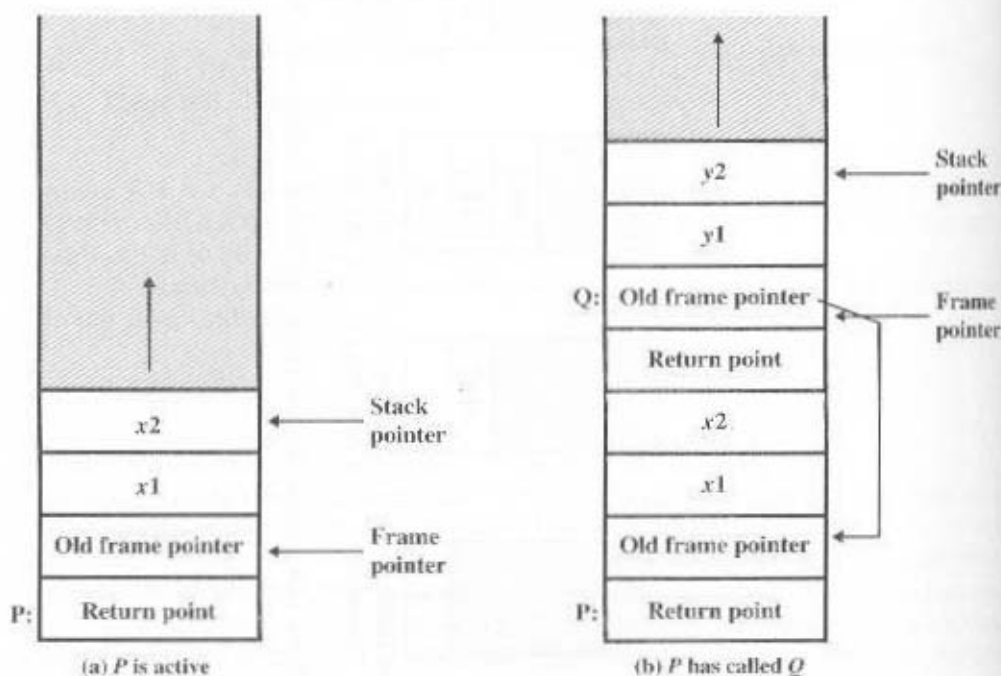 x2
x1
Old frame pointer
P: Return point
Stack
pointer
Frame
pointer
(a) P is active
y2
y1
Q: Old frame pointer
Return point
x2
x1
Old frame pointer
P: Return point
Stack
pointer
Frame
pointer
(b) P has called Q